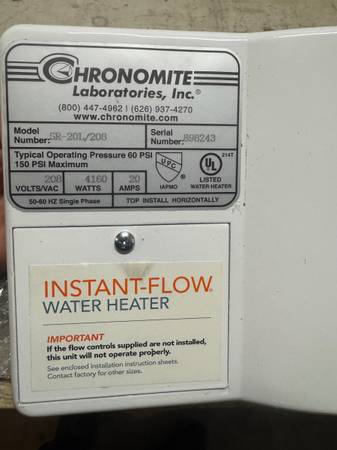 CHRONOMITE
Laboratories, Inc.®
(800) 447-4962 | (626) 937-4270
www.chronomite.com
Model Number: SR-20L/208 Serial Number: 898243
Typical Operating Pressure 60 PSI
150 PSI Maximum
UPC ®
IAPMO
UL ® 214T
LISTED
WATER HEATER
208 4160 20
VOLTS/VAC WATTS AMPS
50-60 HZ Single Phase TOP INSTALL HORIZONTALLY
INSTANT-FLOW®
WATER HEATER
IMPORTANT
If the flow controls supplied are not installed,
this unit will not operate properly.
See enclosed installation instruction sheets.
Contact factory for other sizes.